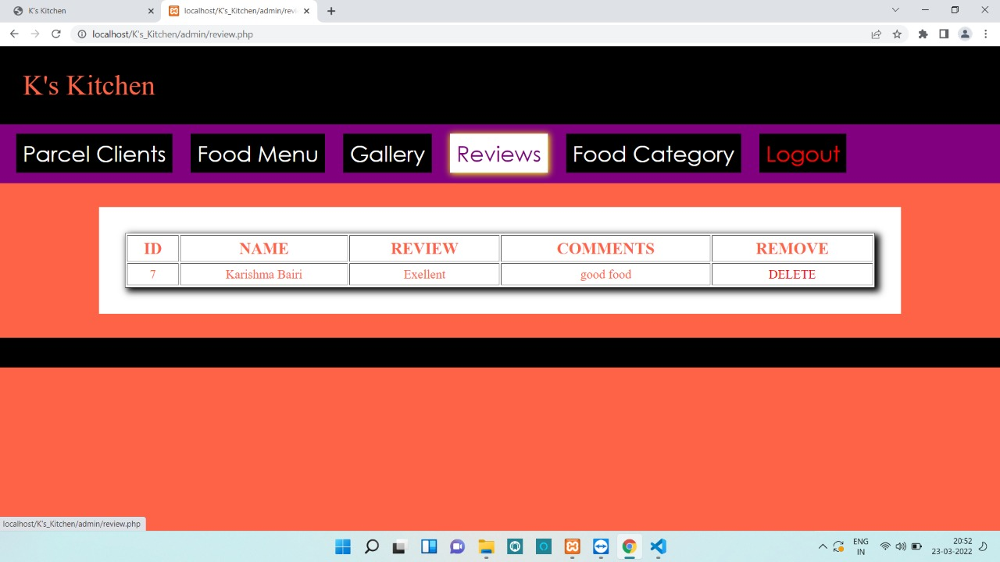 K's Kitchen
localhost/K's_Kitchen/admin/revi
localhost/K's_Kitchen/admin/review.php
K's Kitchen
Parcel Clients Food Menu Gallery Reviews Food Category Logout
ID NAME REVIEW COMMENTS REMOVE
7 Karishma Bairi Exellent good food DELETE
localhost/K's_Kitchen/admin/review.php
ENG
IN
20:52
23-03-2022